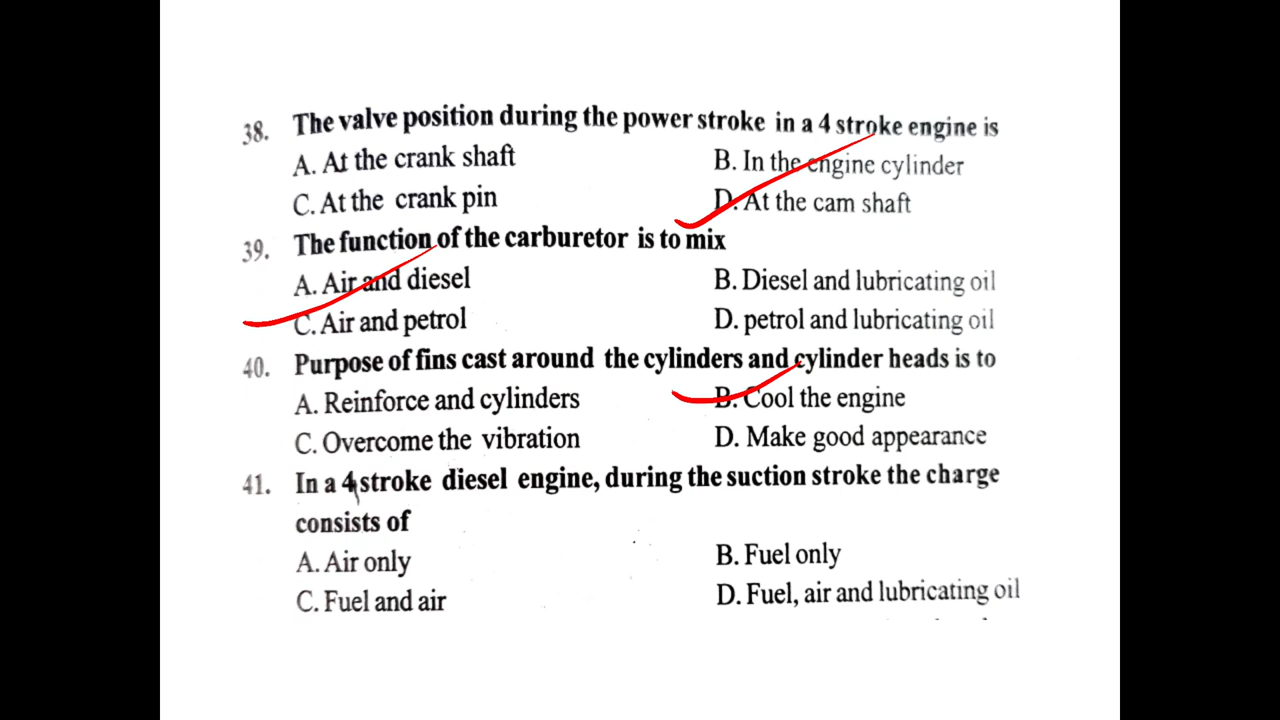 38. The valve position during the power stroke in a 4 stroke engine is
A. At the crank shaft B. In the engine cylinder
C. At the crank pin D. At the cam shaft
39. The function of the carburetor is to mix
A. Air and diesel B. Diesel and lubricating oil
C. Air and petrol D. petrol and lubricating oil
40. Purpose of fins cast around the cylinders and cylinder heads is to
A. Reinforce and cylinders B. Cool the engine
C. Overcome the vibration D. Make good appearance
41. In a 4 stroke diesel engine, during the suction stroke the charge
consists of
A. Air only B. Fuel only
C. Fuel and air D. Fuel, air and lubricating oil